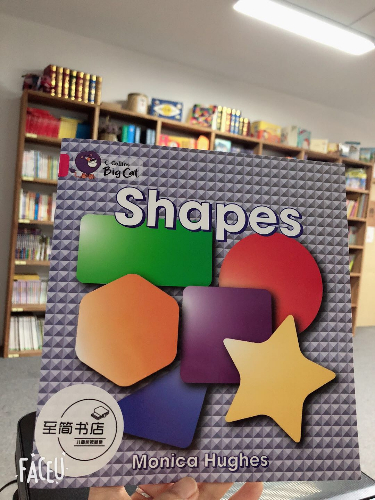 Collins
Big Cat
Shapes
至简书店
Monica Hughes
FACEU